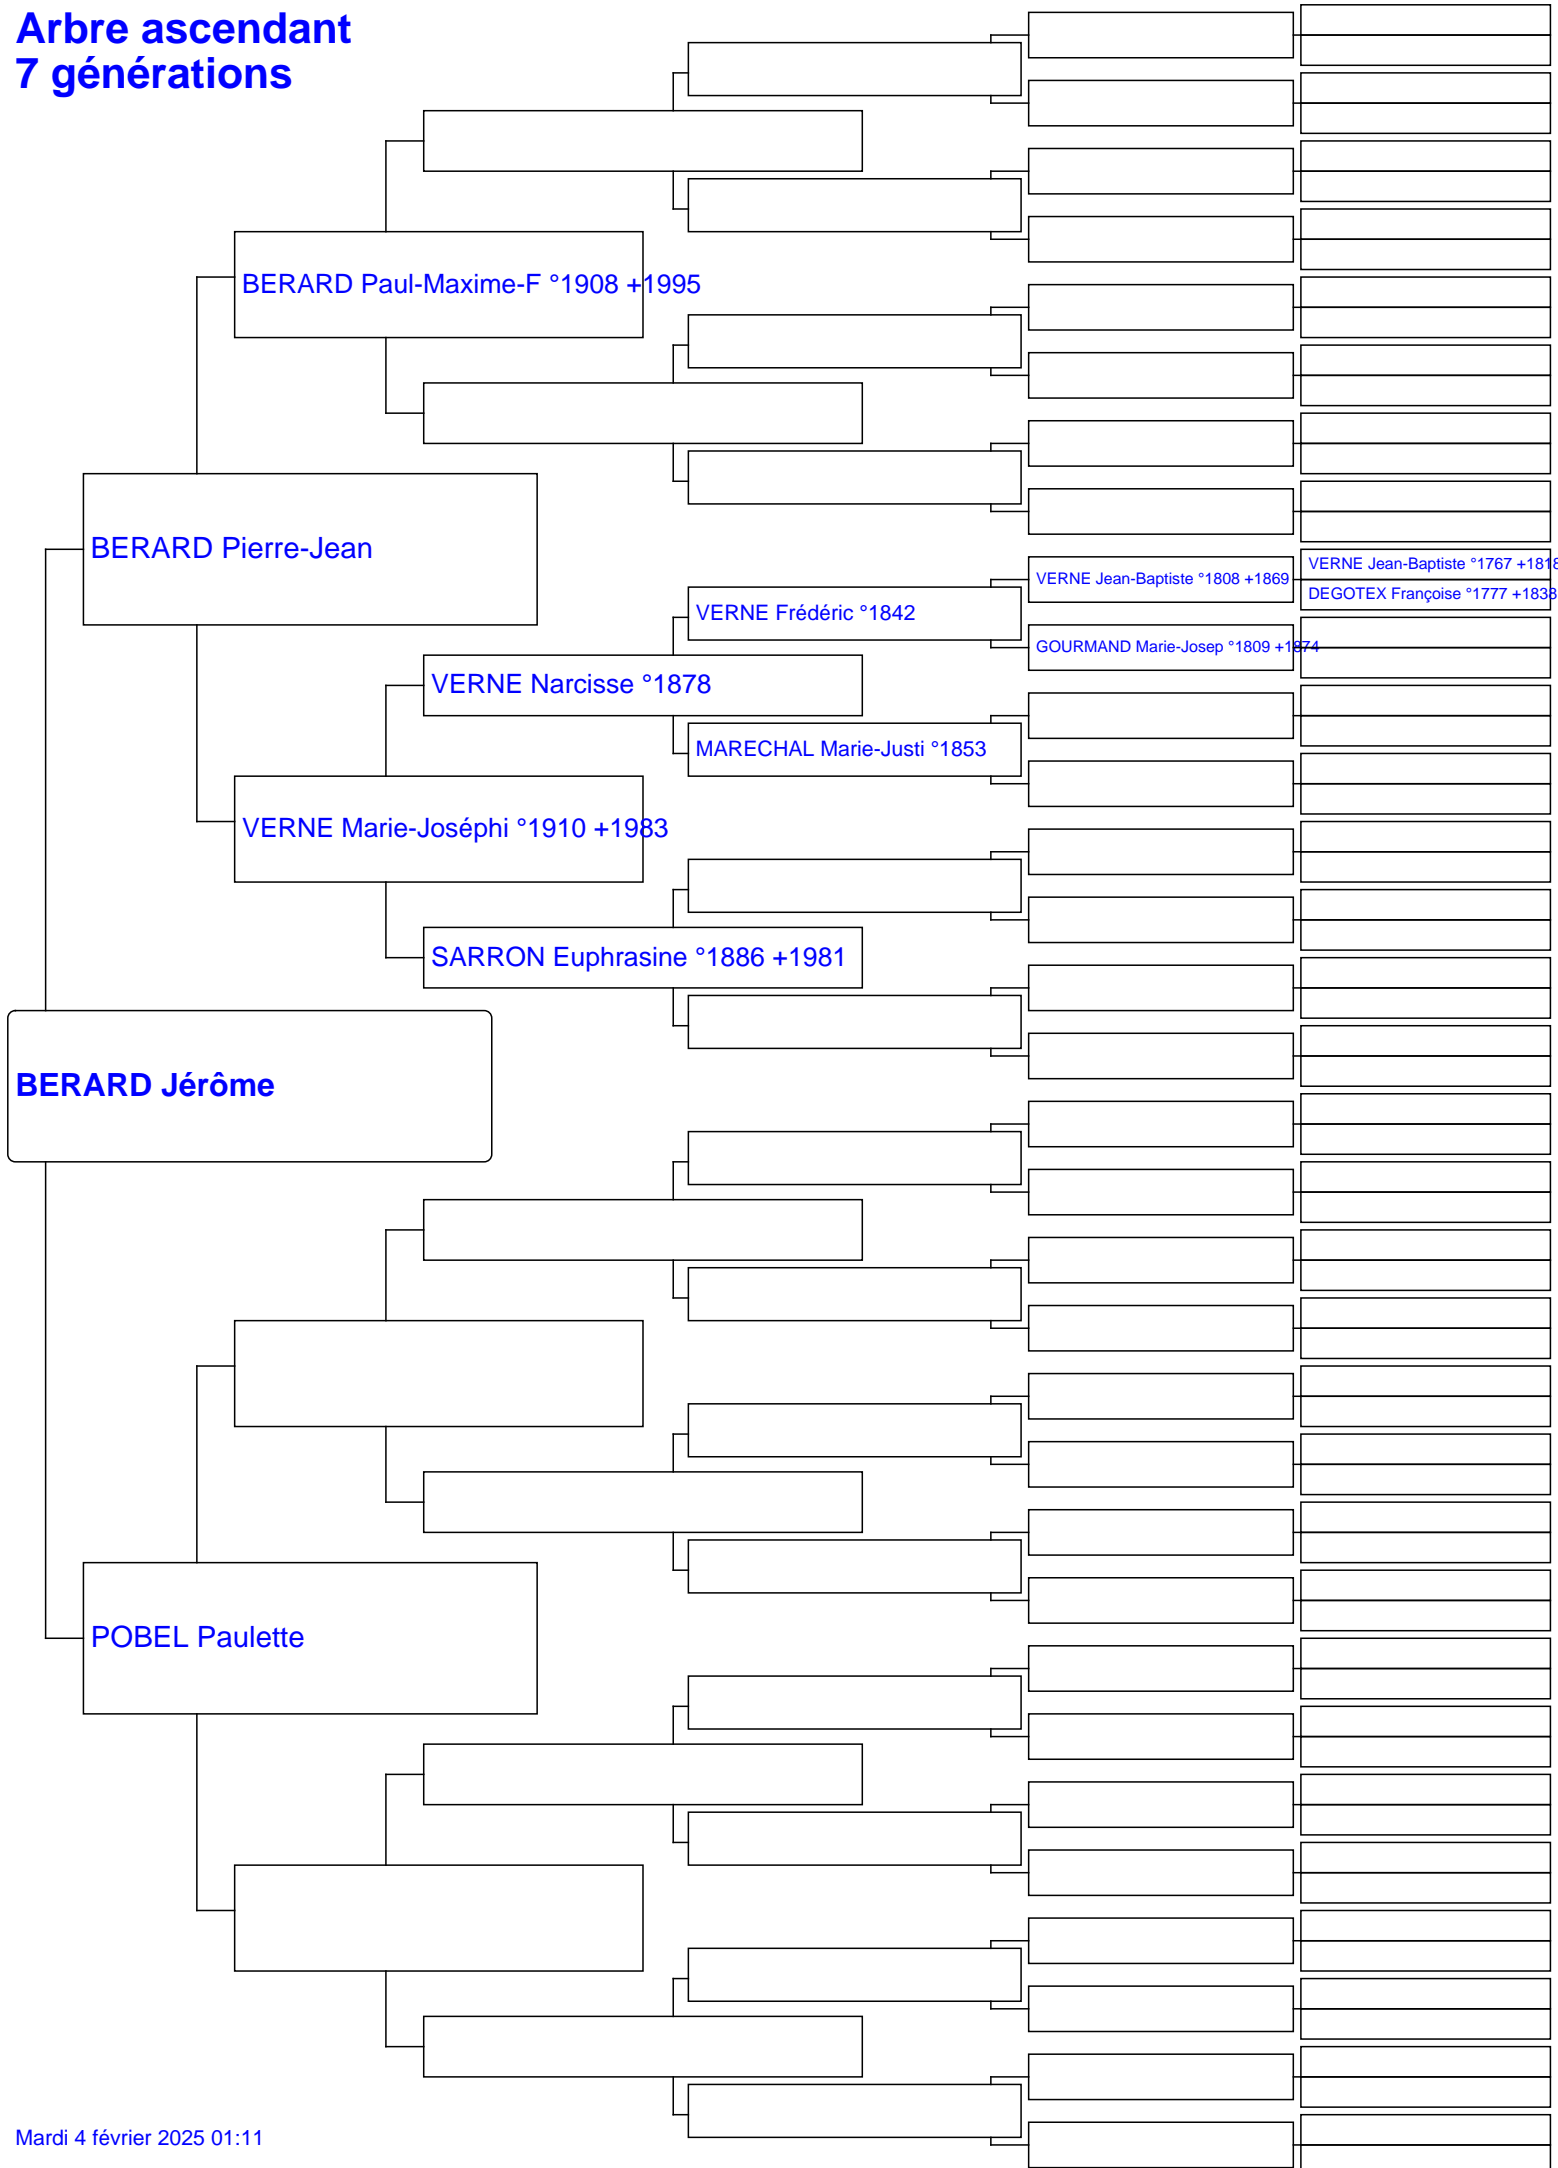 Arbre ascendant
7 générations
BERARD Paul-Maxime-F °1908 +1995
BERARD Pierre-Jean
VERNE Jean-Baptiste °1767 +1818
VERNE Jean-Baptiste °1808 +1869
DEGOTEX Françoise °1777 +1838
VERNE Frédéric °1842
GOURMAND Marie-Josep °1809 +1874
VERNE Narcisse °1878
MARECHAL Marie-Justi °1853
VERNE Marie-Joséphi °1910 +1983
SARRON Euphrasine °1886 +1981
BERARD Jérôme
POBEL Paulette
Mardi 4 février 2025 01:11